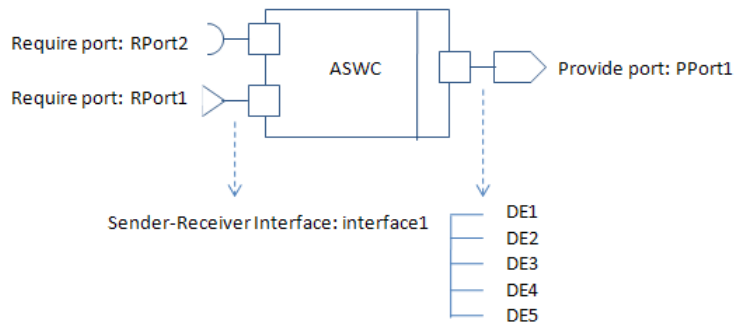 Require port: RPort2
ASWC
Provide port: PPort1
Require port: RPort1
Sender-Receiver Interface: interface1
DE1
DE2
DE3
DE4
DE5